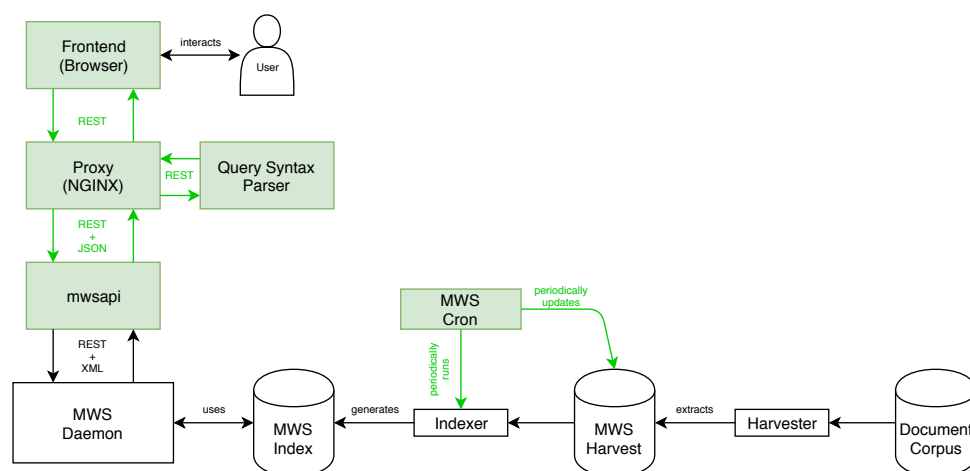 Frontend
(Browser)
interacts
User
REST
Proxy
(NGINX)
REST
Query Syntax
Parser
REST
+
JSON
mwsapi
MWS
Cron
periodically
updates
periodically
runs
REST
+
XML
MWS
Daemon
uses
MWS
Index
generates
Indexer
MWS
Harvest
extracts
Harvester
Document
Corpus